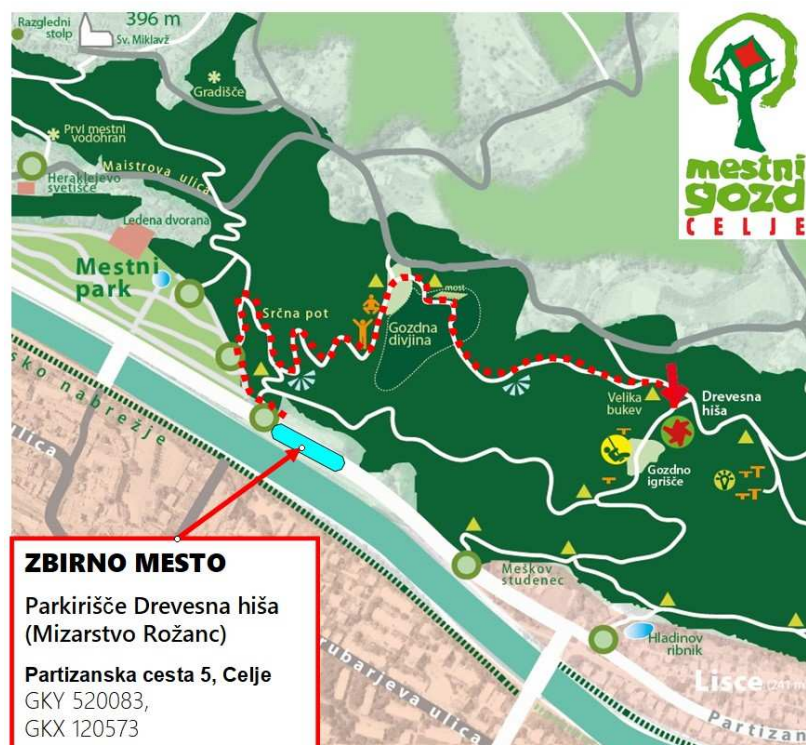 Razgledni
stolp
396 m
Sv. Miklavž
Gradišče
Prvi mestni
vodohran
Maistrova ulica
Heraklejevo
svetišče
Ledena dvorana
Mestni
park
Srčna pot
most
Gozdna
divjina
Velika
bukev
Drevesna
hiša
Gozdno
igrišče
sko nabrežje
ulica
Meškov
studenec
Hladinov
ribnik
Lisce (241 m
Partizan
rubarjeva ulica
mestni
gozd
CELJE
ZBIRNO MESTO
Parkirišče Drevesna hiša
(Mizarstvo Rožanc)
Partizanska cesta 5, Celje
GKY 520083,
GKX 120573